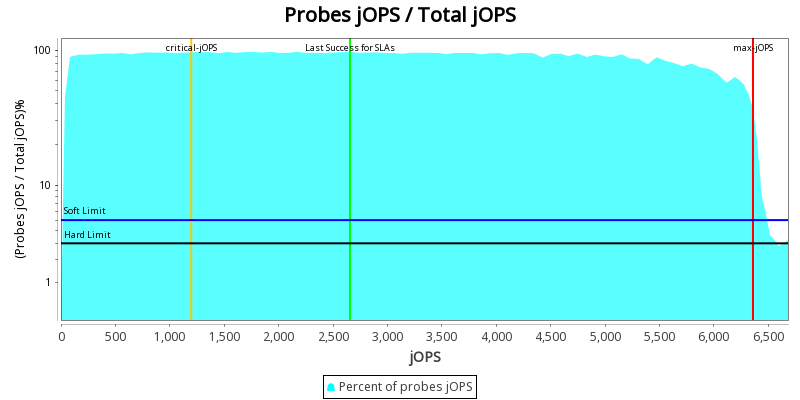 Probes jOPS / Total jOPS
(Probes jOPS / Total jOPS)%
100
10
1
critical-jOPS
Last Success for SLAs
max-jOPS
Soft Limit
Hard Limit
0 500 1,000 1,500 2,000 2,500 3,000 3,500 4,000 4,500 5,000 5,500 6,000 6,500
jOPS
Percent of probes jOPS